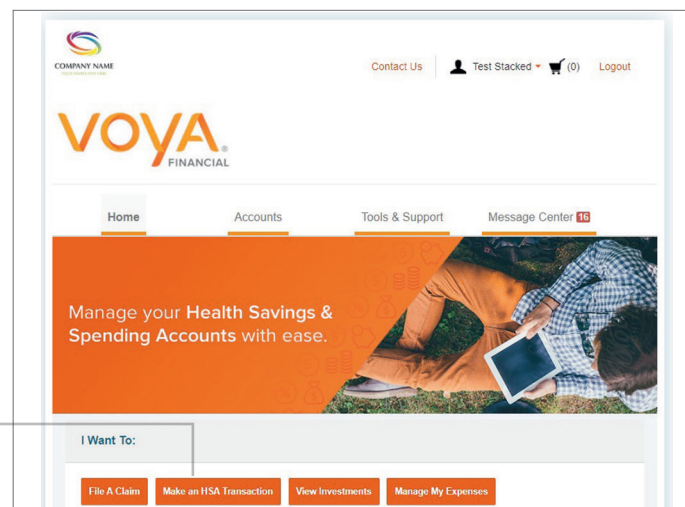 COMPANY NAME
Contact Us
Test Stacked
(0)
Logout
VOYA®
FINANCIAL
Home
Accounts
Tools & Support
Message Center 16
Manage your Health Savings &
Spending Accounts with ease.
I Want To:
File A Claim
Make an HSA Transaction
View Investments
Manage My Expenses